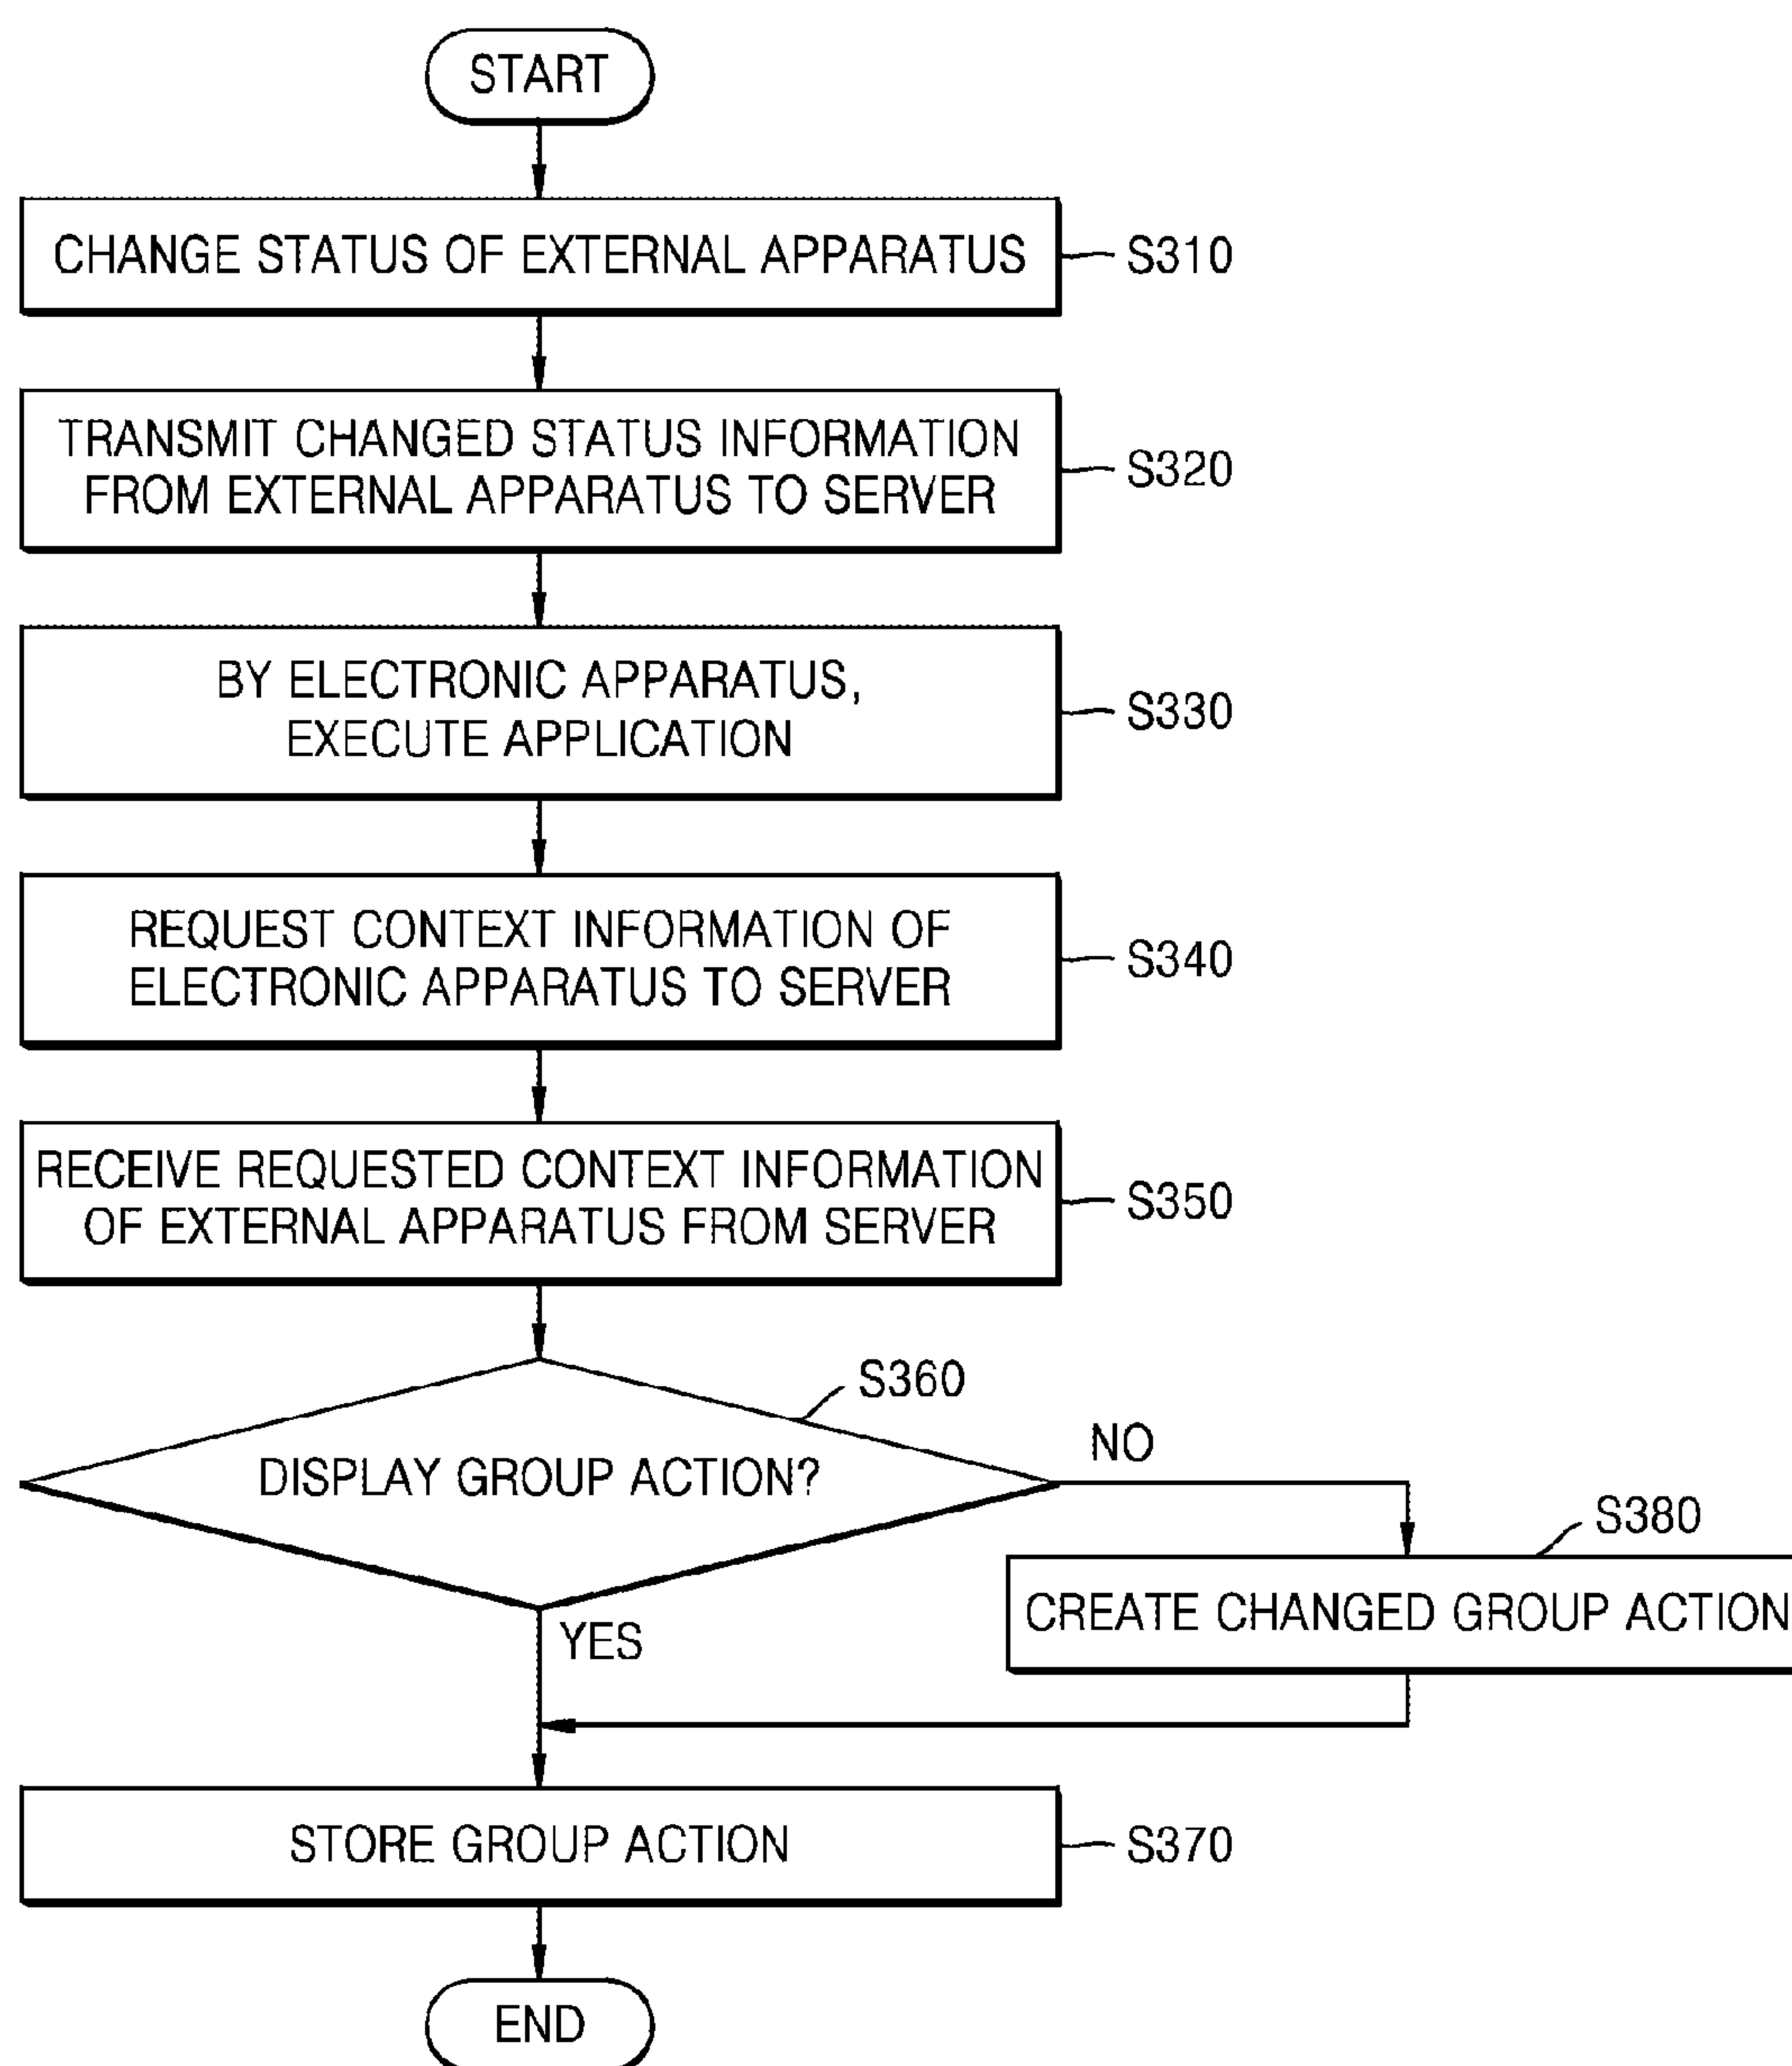 START
CHANGE STATUS OF EXTERNAL APPARATUS
S310
TRANSMIT CHANGED STATUS INFORMATION
FROM EXTERNAL APPARATUS TO SERVER
S320
BY ELECTRONIC APPARATUS,
EXECUTE APPLICATION
S330
REQUEST CONTEXT INFORMATION OF
ELECTRONIC APPARATUS TO SERVER
S340
RECEIVE REQUESTED CONTEXT INFORMATION
OF EXTERNAL APPARATUS FROM SERVER
S350
S360
DISPLAY GROUP ACTION?
NO
S380
CREATE CHANGED GROUP ACTION
YES
STORE GROUP ACTION
S370
END